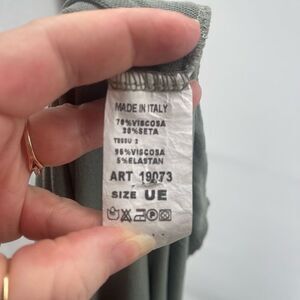 MADE IN ITALY
70%VISCOSA
30%SETA
TESSU 2
95%VISCOSA
5%ELASTAN
ART 19073
SIZE UE